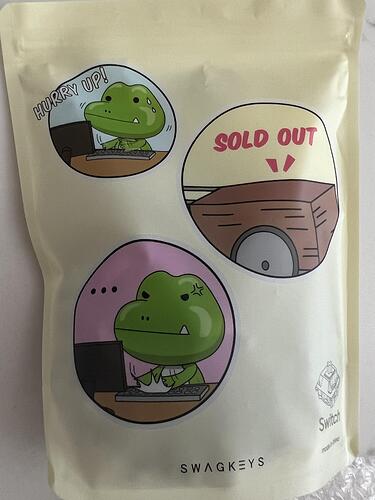 HURRY UP!
SOLD OUT
...
Switch
SWAGKEYS